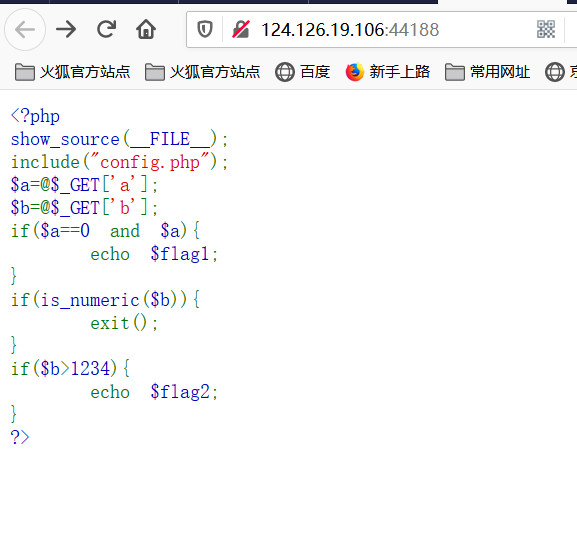 124.126.19.106:44188
火狐官方站点 火狐官方站点 百度 新手上路 常用网址
<?php
show_source(__FILE__);
include("config.php");
$a=@$_GET['a'];
$b=@$_GET['b'];
if($a==0 and $a){
echo $flag1;
}
if(is_numeric($b)){
exit();
}
if($b>1234){
echo $flag2;
}
?>